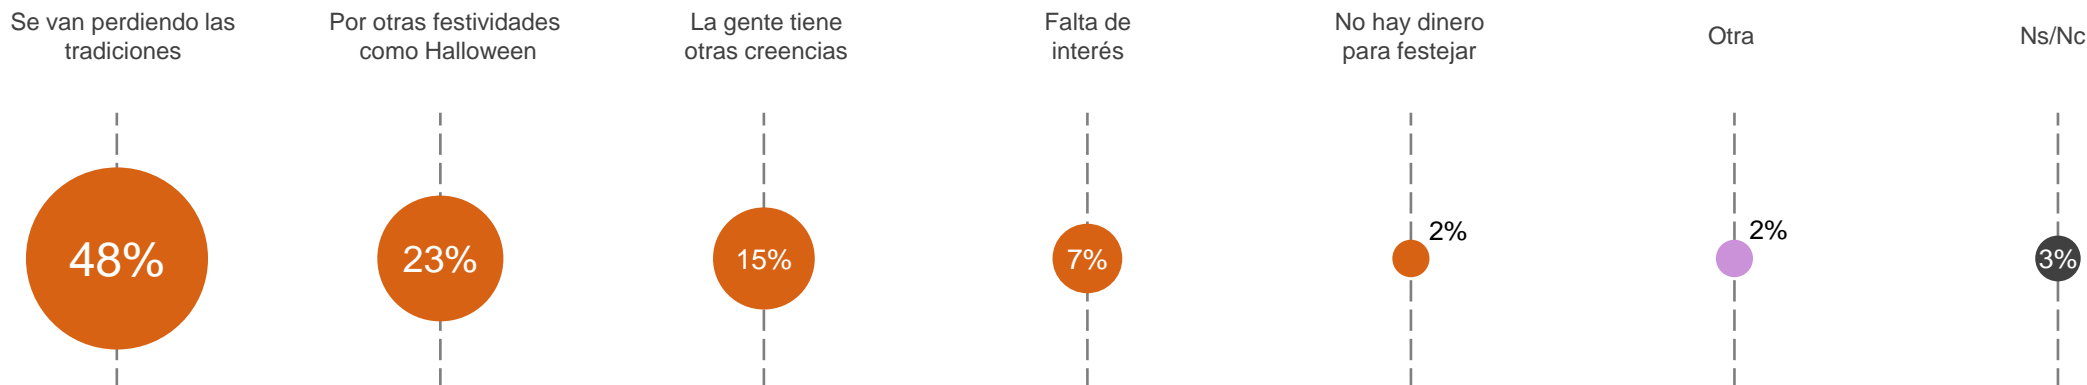 Se van perdiendo las
tradiciones
Por otras festividades
como Halloween
La gente tiene
otras creencias
Falta de
interés
No hay dinero
para festejar
Otra
Ns/Nc
48%
23%
15%
7%
2%
2%
3%